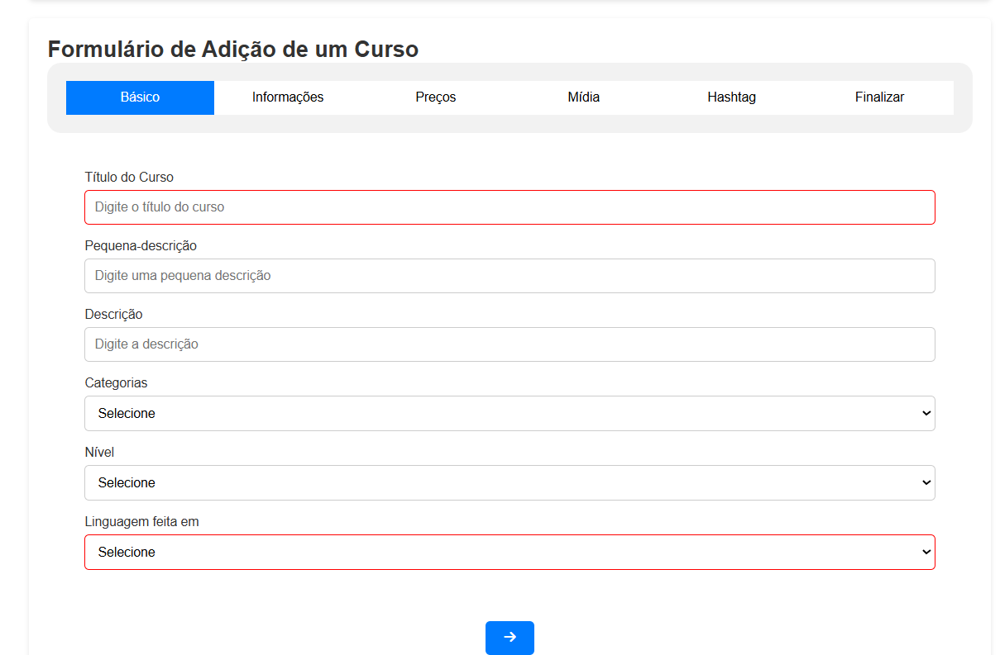 Formulário de Adição de um Curso
Básico Informações Preços Mídia Hashtag Finalizar
Título do Curso
Digite o título do curso
Pequena-descrição
Digite uma pequena descrição
Descrição
Digite a descrição
Categorias
Selecione
Nível
Selecione
Linguagem feita em
Selecione